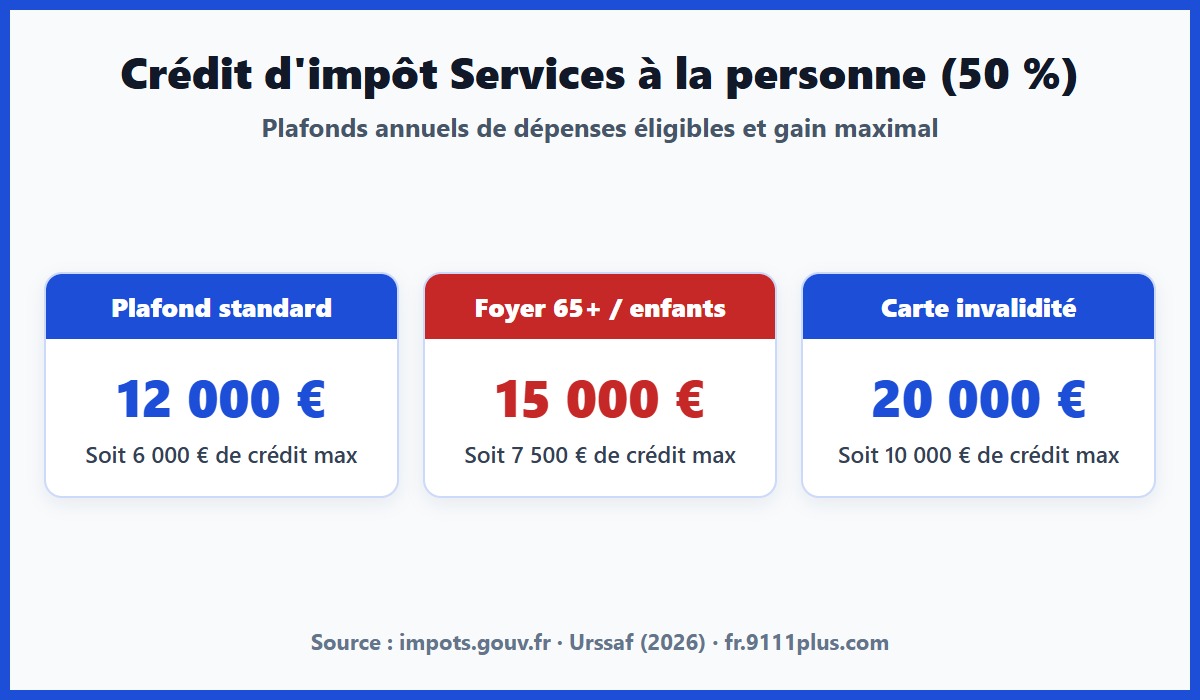 Crédit d'impôt Services à la personne (50 %)
Plafonds annuels de dépenses éligibles et gain maximal
Plafond standard
12 000 €
Soit 6 000 € de crédit max
Foyer 65+ / enfants
15 000 €
Soit 7 500 € de crédit max
Carte invalidité
20 000 €
Soit 10 000 € de crédit max
Source : impots.gouv.fr · Urssaf (2026) · fr.9111plus.com